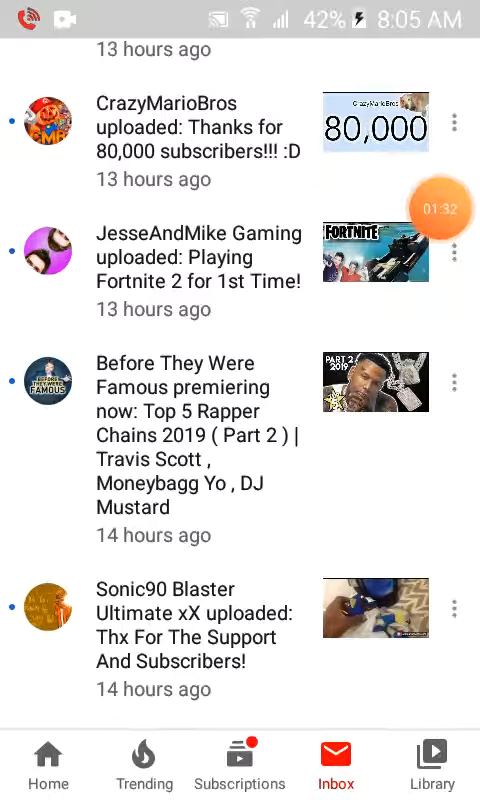 42% 8:05 AM
13 hours ago
CrazyMarioBros
uploaded: Thanks for
80,000 subscribers!!! :D
13 hours ago
CrazyMarioBros
80,000
01:32
JesseAndMike Gaming
uploaded: Playing
Fortnite 2 for 1st Time!
13 hours ago
FORTNITE
Before They Were
Famous premiering
now: Top 5 Rapper
Chains 2019 ( Part 2 ) |
Travis Scott ,
Moneybagg Yo , DJ
Mustard
14 hours ago
BEFORE
THEY WERE
FAMOUS
PART 2
2019
Sonic90 Blaster
Ultimate xX uploaded:
Thx For The Support
And Subscribers!
14 hours ago
Home Trending Subscriptions Inbox Library